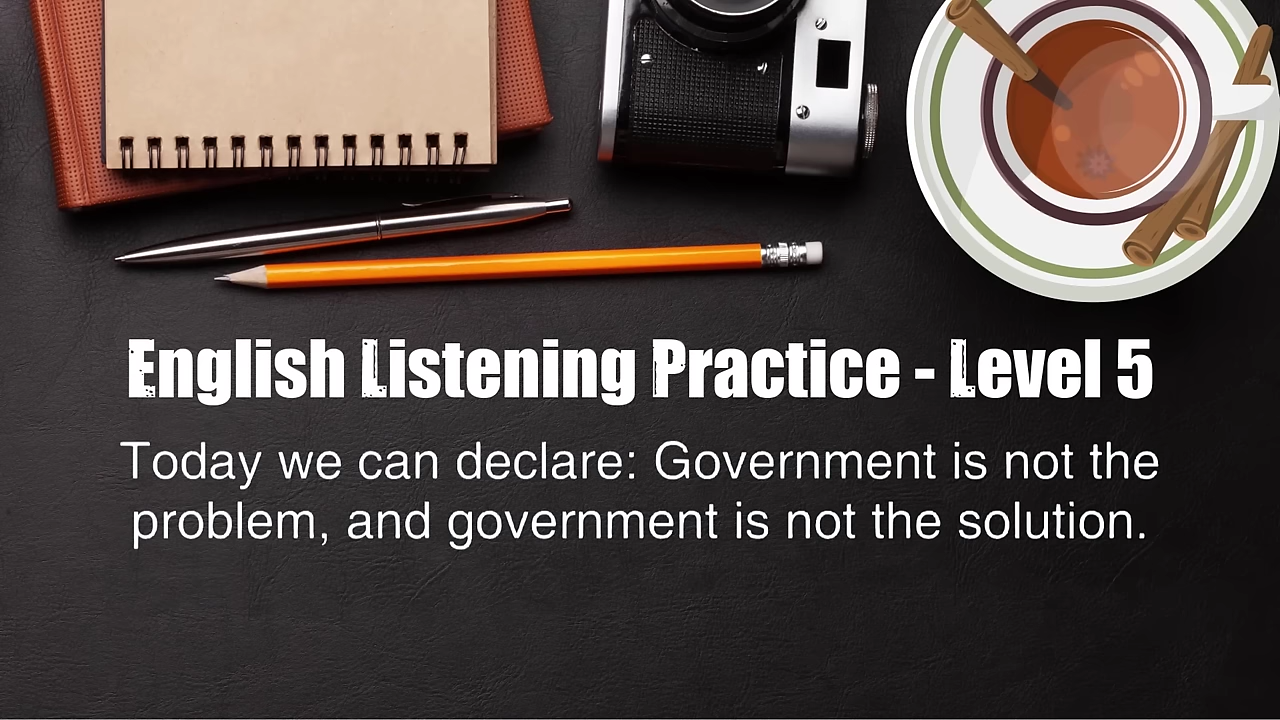 English Listening Practice - Level 5
Today we can declare: Government is not the
problem, and government is not the solution.